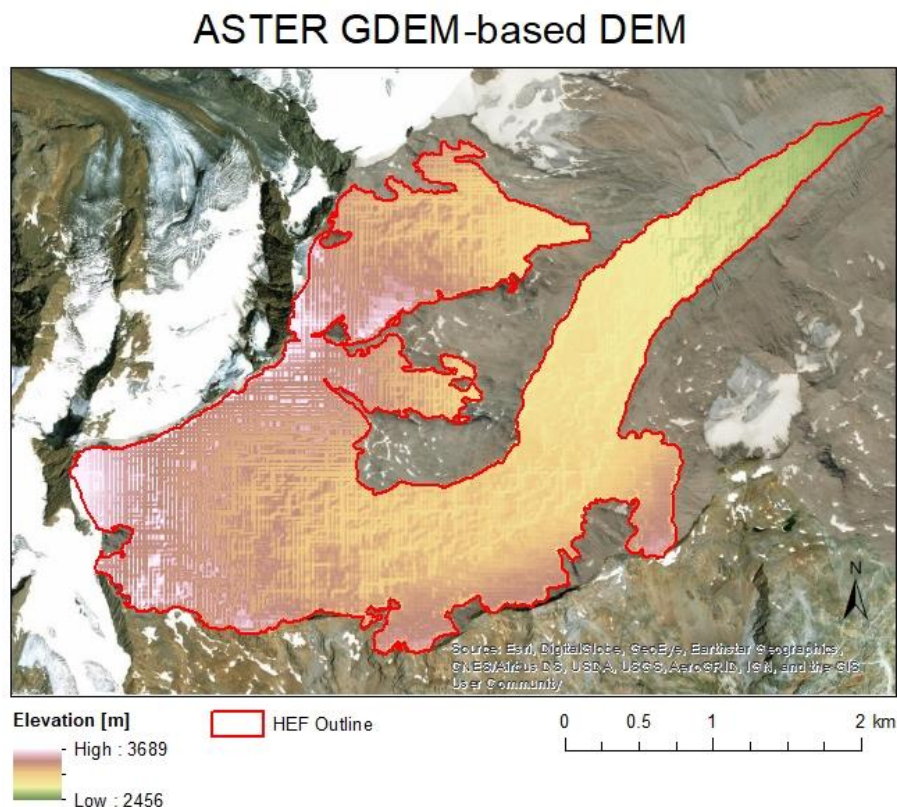 ASTER GDEM-based DEM
N
Source: Esri, DigitalGlobe, GeoEye, Earthstar Geographics,
CNES/Airbus DS, USDA, USGS, AeroGRID, IGN, and the GIS
User Community
Elevation [m]
High : 3689
Low : 2456
HEF Outline
0 0.5 1 2 km